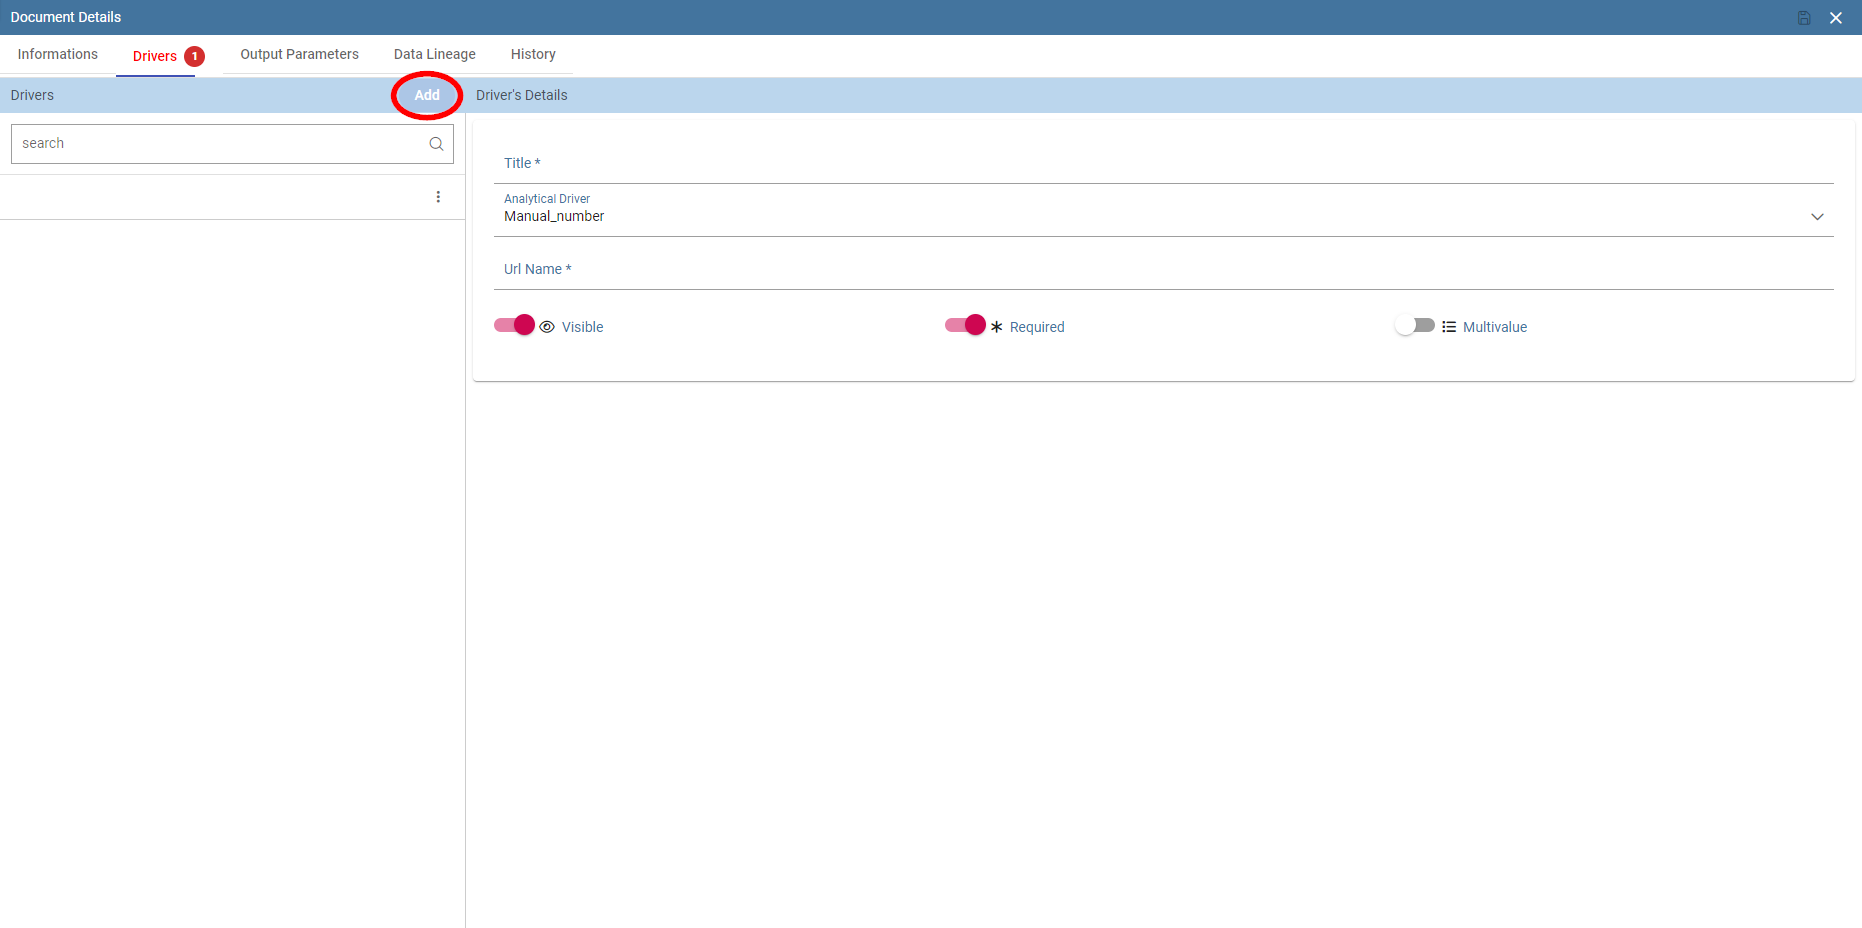 Document Details
Informations Drivers 1 Output Parameters Data Lineage History
Drivers Add Driver's Details
search
Title *
Analytical Driver
Manual_number
Url Name *
Visible Required Multivalue